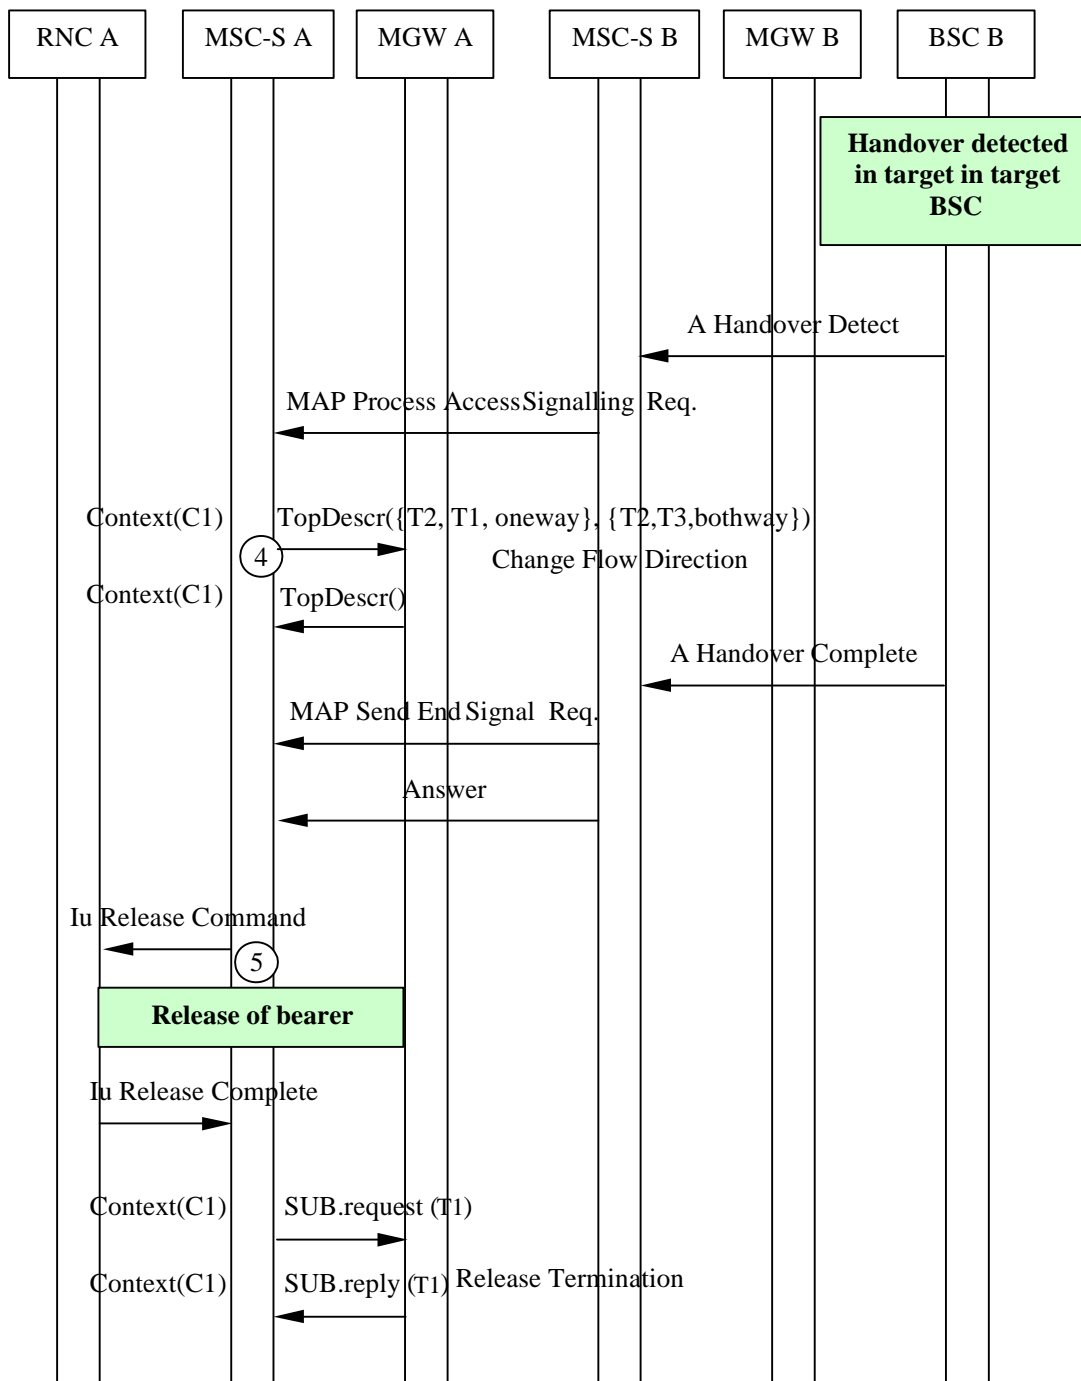 RNC A
MSC-S A
MGW A
MSC-S B
MGW B
BSC B
Handover detected
in target in target
BSC
A Handover Detect
MAP Process AccessSignalling Req.
Context(C1)
TopDescr({T2, T1, oneway}, {T2,T3,bothway})
4
Change Flow Direction
Context(C1)
TopDescr()
A Handover Complete
MAP Send End Signal Req.
Answer
Iu Release Command
5
Release of bearer
Iu Release Complete
Context(C1)
SUB.request (T1)
Context(C1)
SUB.reply (T1)
Release Termination